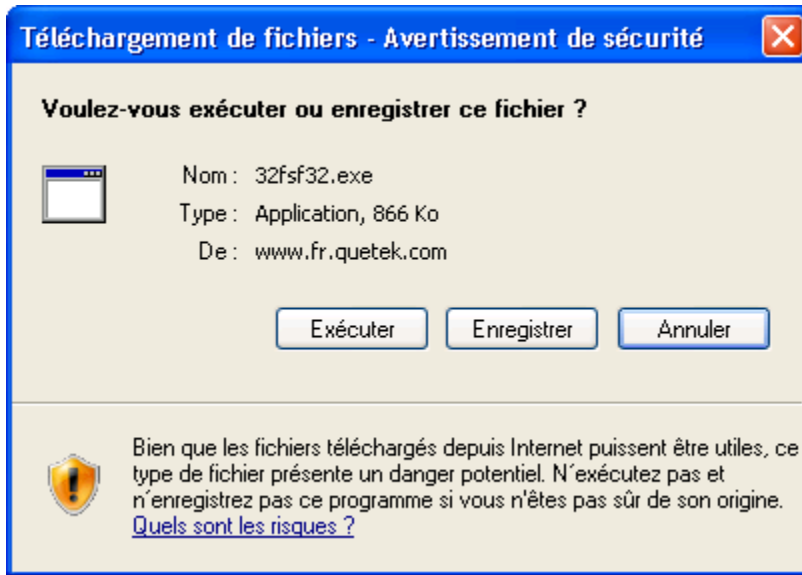 Téléchargement de fichiers - Avertissement de sécurité
Voulez-vous exécuter ou enregistrer ce fichier ?
Nom : 32fsf32.exe
Type : Application, 866 Ko
De : www.fr.quetek.com
Exécuter Enregistrer Annuler
Bien que les fichiers téléchargés depuis Internet puissent être utiles, ce
type de fichier présente un danger potentiel. N´exécutez pas et
n´enregistrez pas ce programme si vous n'êtes pas sûr de son origine.
Quels sont les risques ?